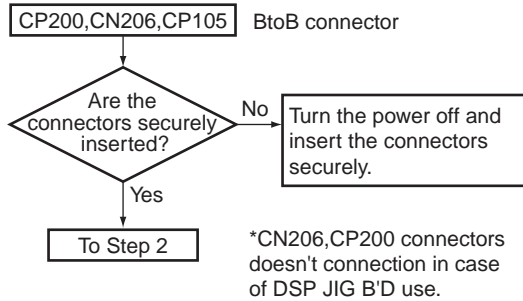 CP200,CN206,CP105 BtoB connector
Are the
connectors securely
inserted?
No
Turn the power off and
insert the connectors
securely.
Yes
To Step 2
*CN206,CP200 connectors
doesn't connection in case
of DSP JIG B'D use.